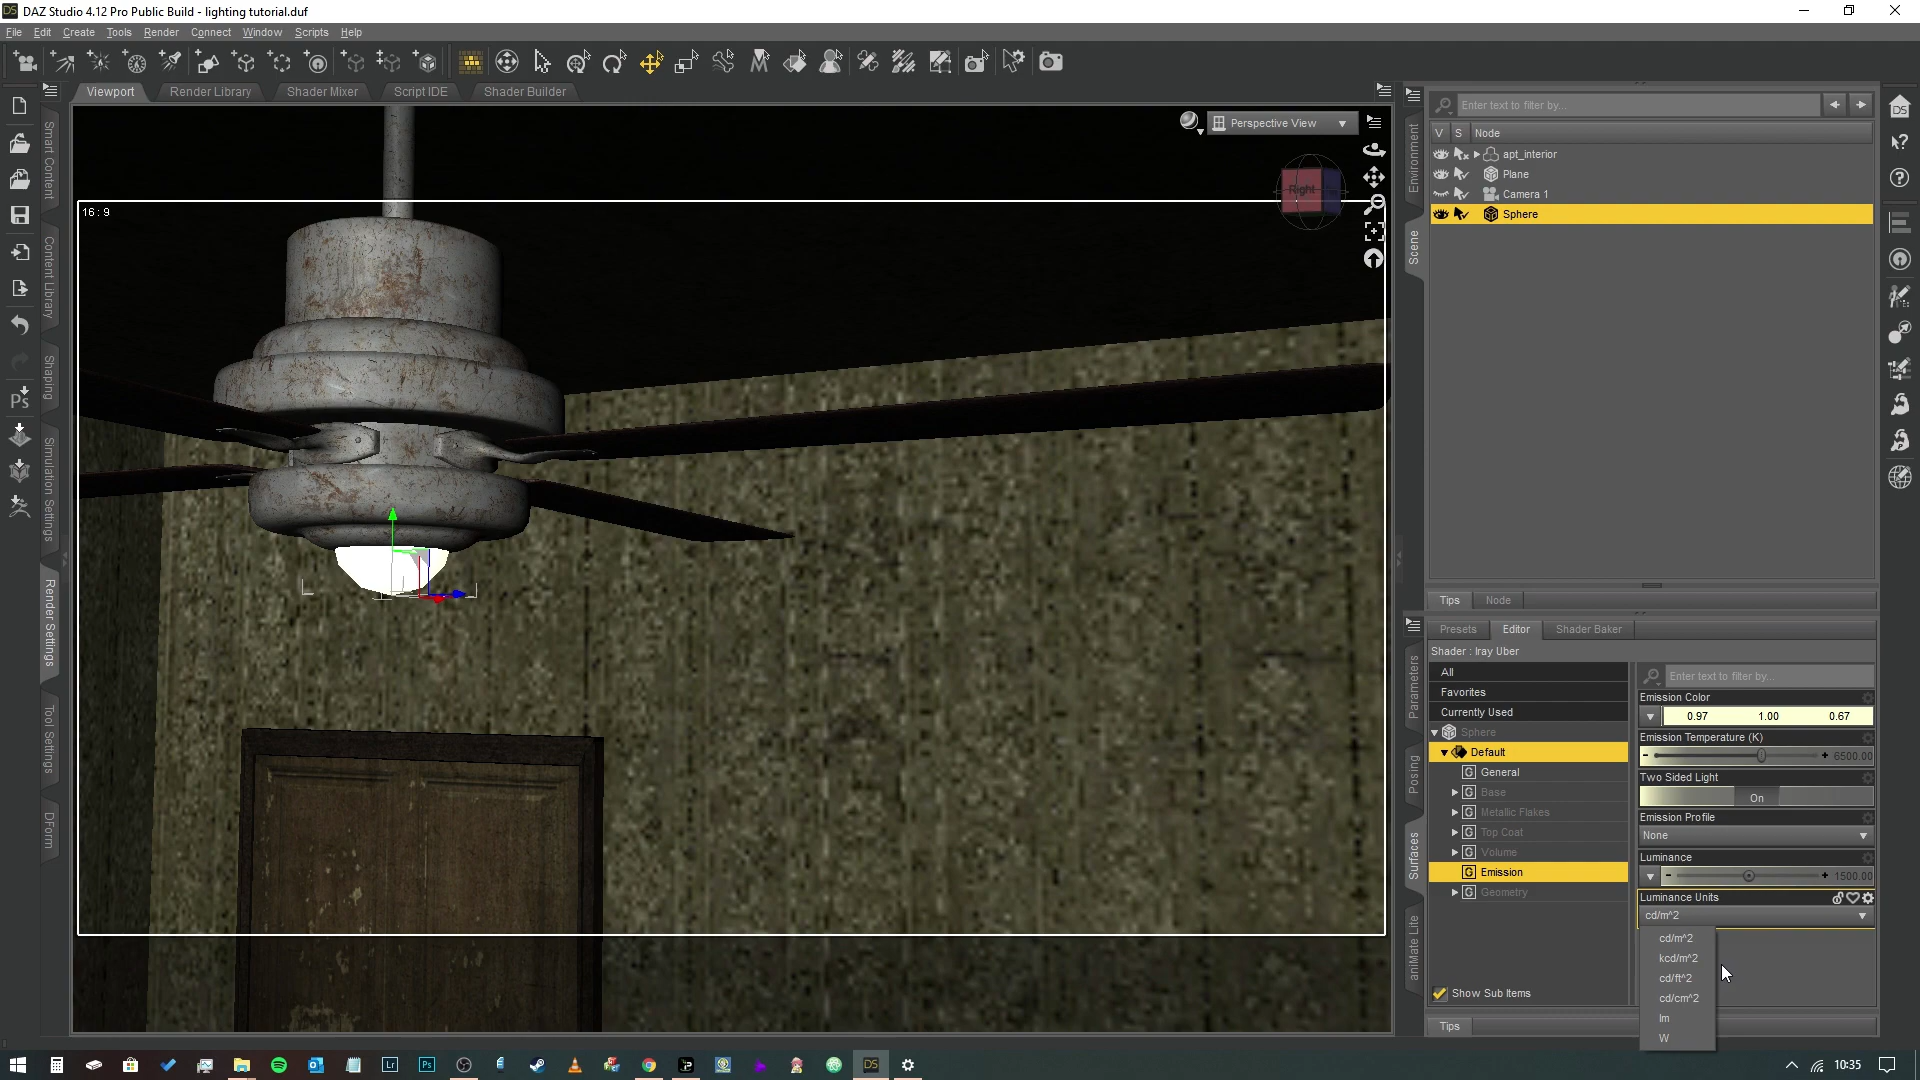 DAZ Studio 4.12 Pro Public Build - lighting tutorial.duf
File Edit Create Tools Render Connect Window Scripts Help
Viewport Render Library Shader Mixer Script IDE Shader Builder
Smart Content
Content Library
Shaping
Simulation Settings
Render Settings
Tool Settings
DForm
16 : 9
Perspective View
Right
Environment
Scene
Enter text to filter by...
V S Node
apt_interior
Plane
Camera 1
Sphere
Tips Node
Parameters
Posing
Surfaces
aniMate Lite
Presets Editor Shader Baker
Shader : Iray Uber
All
Favorites
Currently Used
Sphere
Default
G General
G Base
G Metallic Flakes
G Top Coat
G Volume
G Emission
G Geometry
Show Sub Items
Tips
Enter text to filter by...
Emission Color
0.97 1.00 0.67
Emission Temperature (K)
6500.00
Two Sided Light
On
Emission Profile
None
Luminance
1500.00
Luminance Units
cd/m^2
cd/m^2
kcd/m^2
cd/ft^2
cd/cm^2
lm
W
Ps
DS
Lr
Ps
DS
10:35